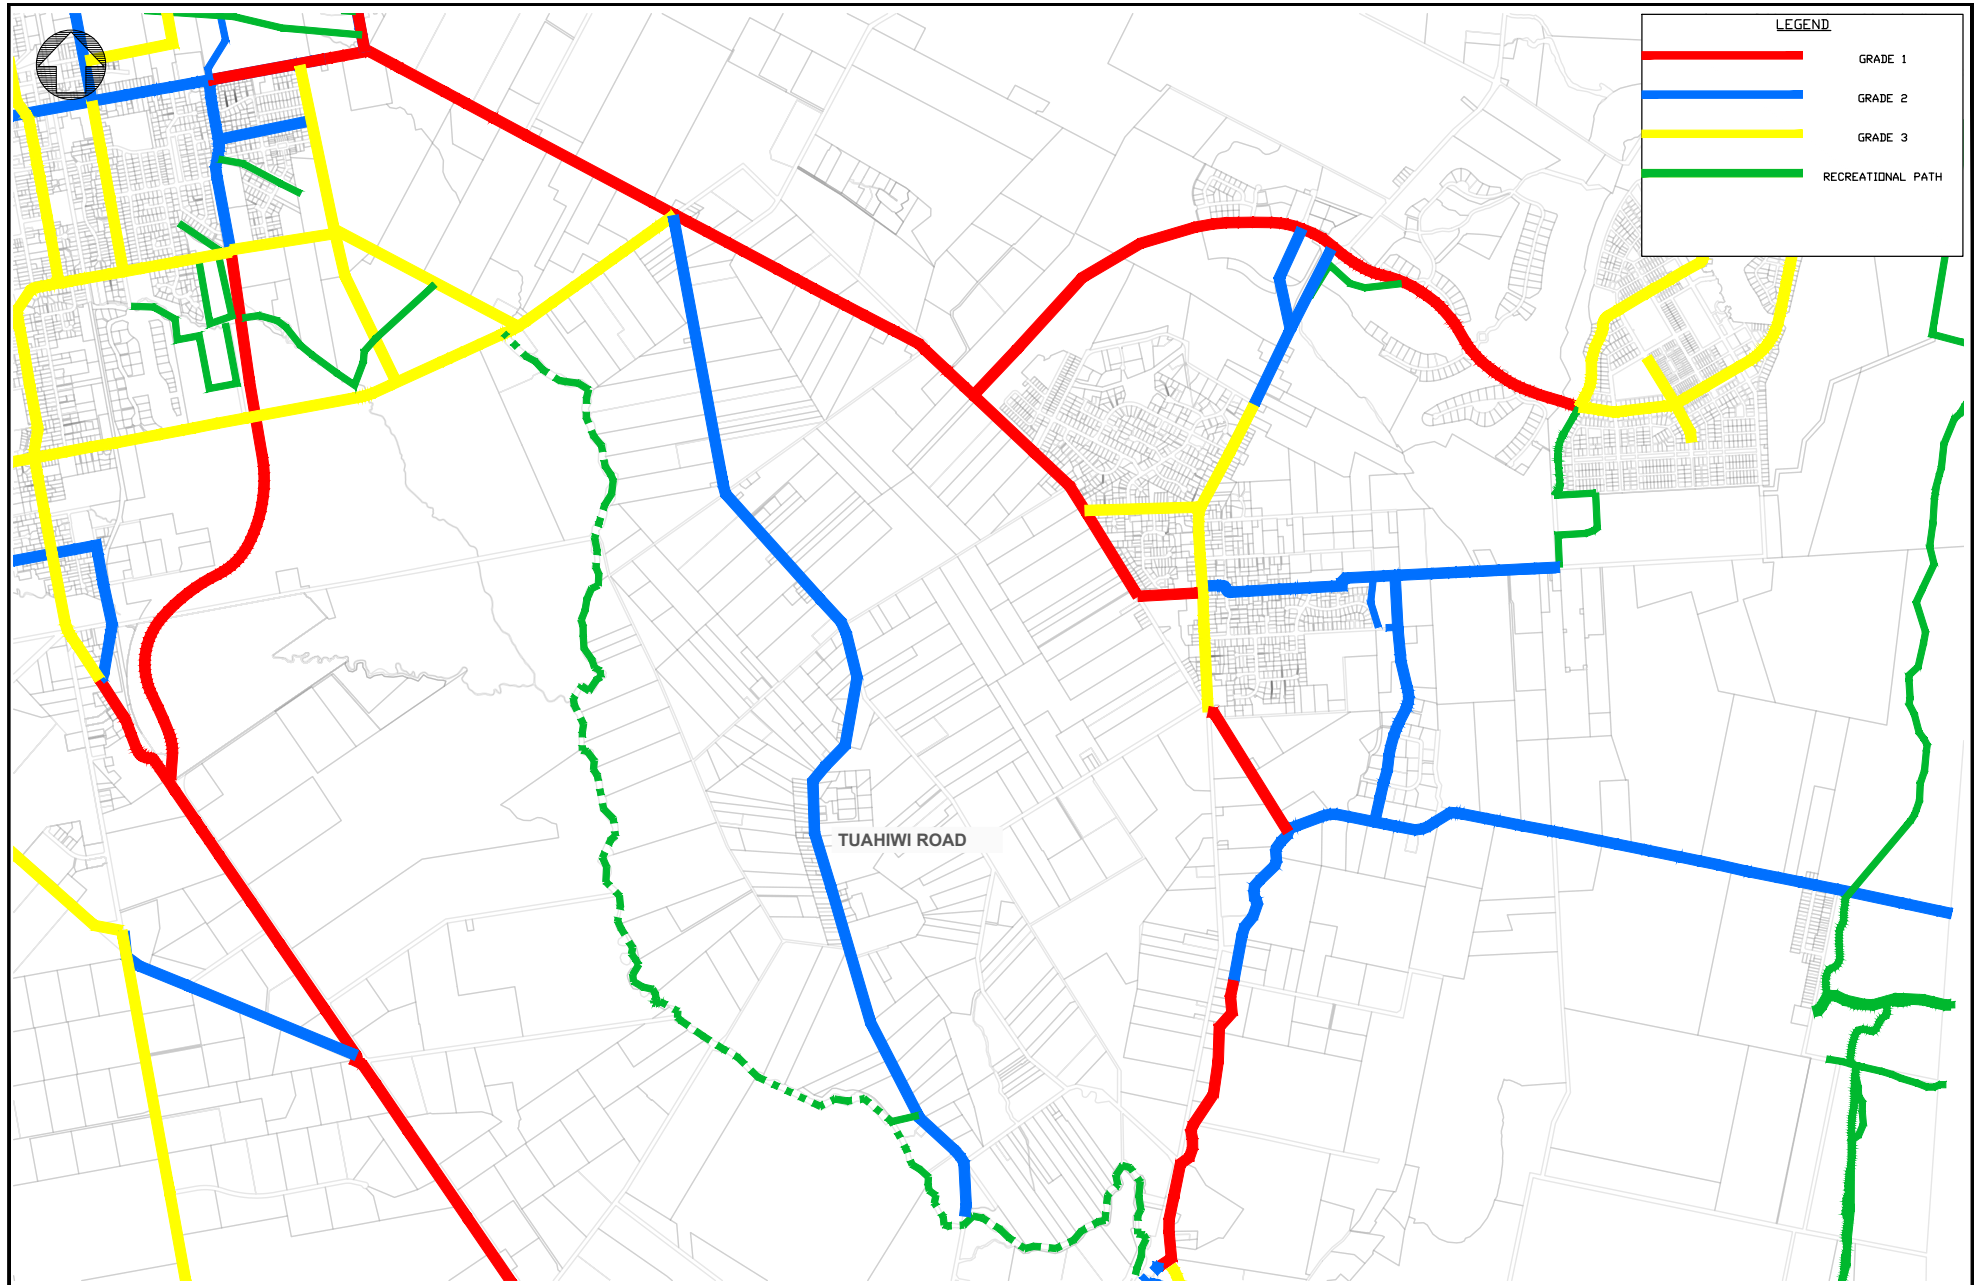 LEGEND
GRADE 1
GRADE 2
GRADE 3
RECREATIONAL PATH
TUAHIWI ROAD